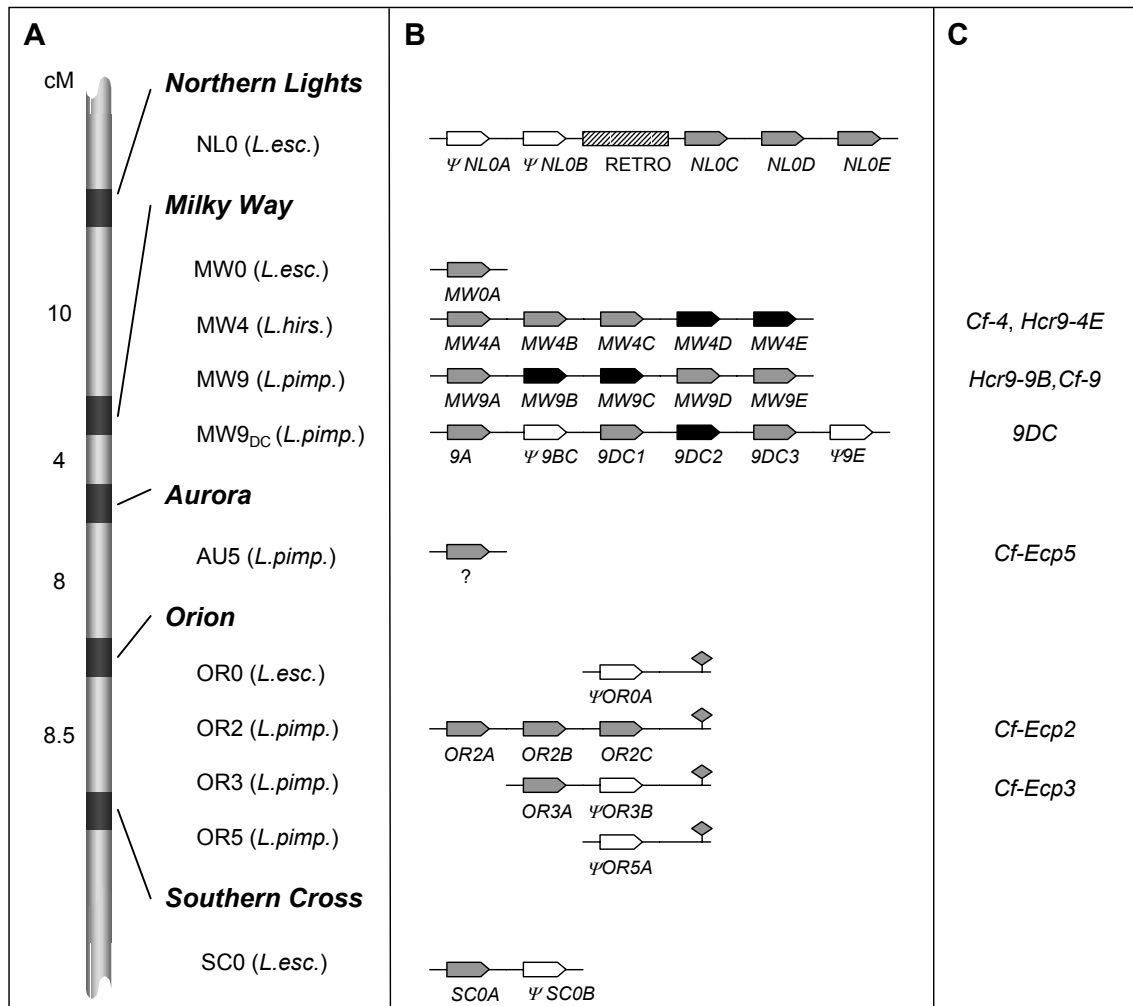 A
B
C
cM
Northern Lights
NL0 (L.esc.)
Ψ NL0A Ψ NL0B RETRO NL0C NL0D NL0E
Milky Way
MW0 (L.esc.)
MW0A
10
MW4 (L.hirs.)
MW4A MW4B MW4C MW4D MW4E
Cf-4, Hcr9-4E
MW9 (L.pimp.)
MW9A MW9B MW9C MW9D MW9E
Hcr9-9B,Cf-9
MW9DC (L.pimp.)
9A Ψ 9BC 9DC1 9DC2 9DC3 Ψ9E
9DC
4
Aurora
AU5 (L.pimp.)
?
Cf-Ecp5
8
Orion
OR0 (L.esc.)
ΨOR0A
OR2 (L.pimp.)
OR2A OR2B OR2C
Cf-Ecp2
8.5
OR3 (L.pimp.)
OR3A ΨOR3B
Cf-Ecp3
OR5 (L.pimp.)
ΨOR5A
Southern Cross
SC0 (L.esc.)
SC0A Ψ SC0B